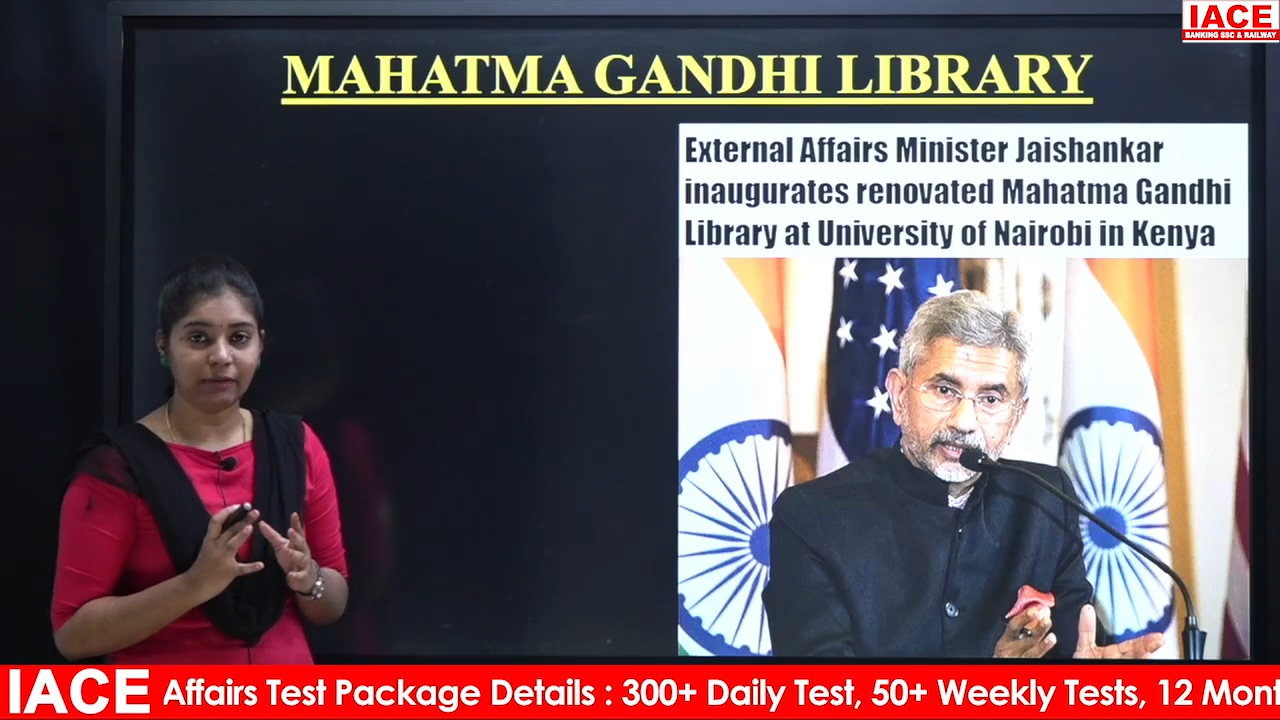 IACE
BANKING SSC & RAILWAY
MAHATMA GANDHI LIBRARY
External Affairs Minister Jaishankar
inaugurates renovated Mahatma Gandhi
Library at University of Nairobi in Kenya
IACE Affairs Test Package Details : 300+ Daily Test, 50+ Weekly Tests, 12 Mont